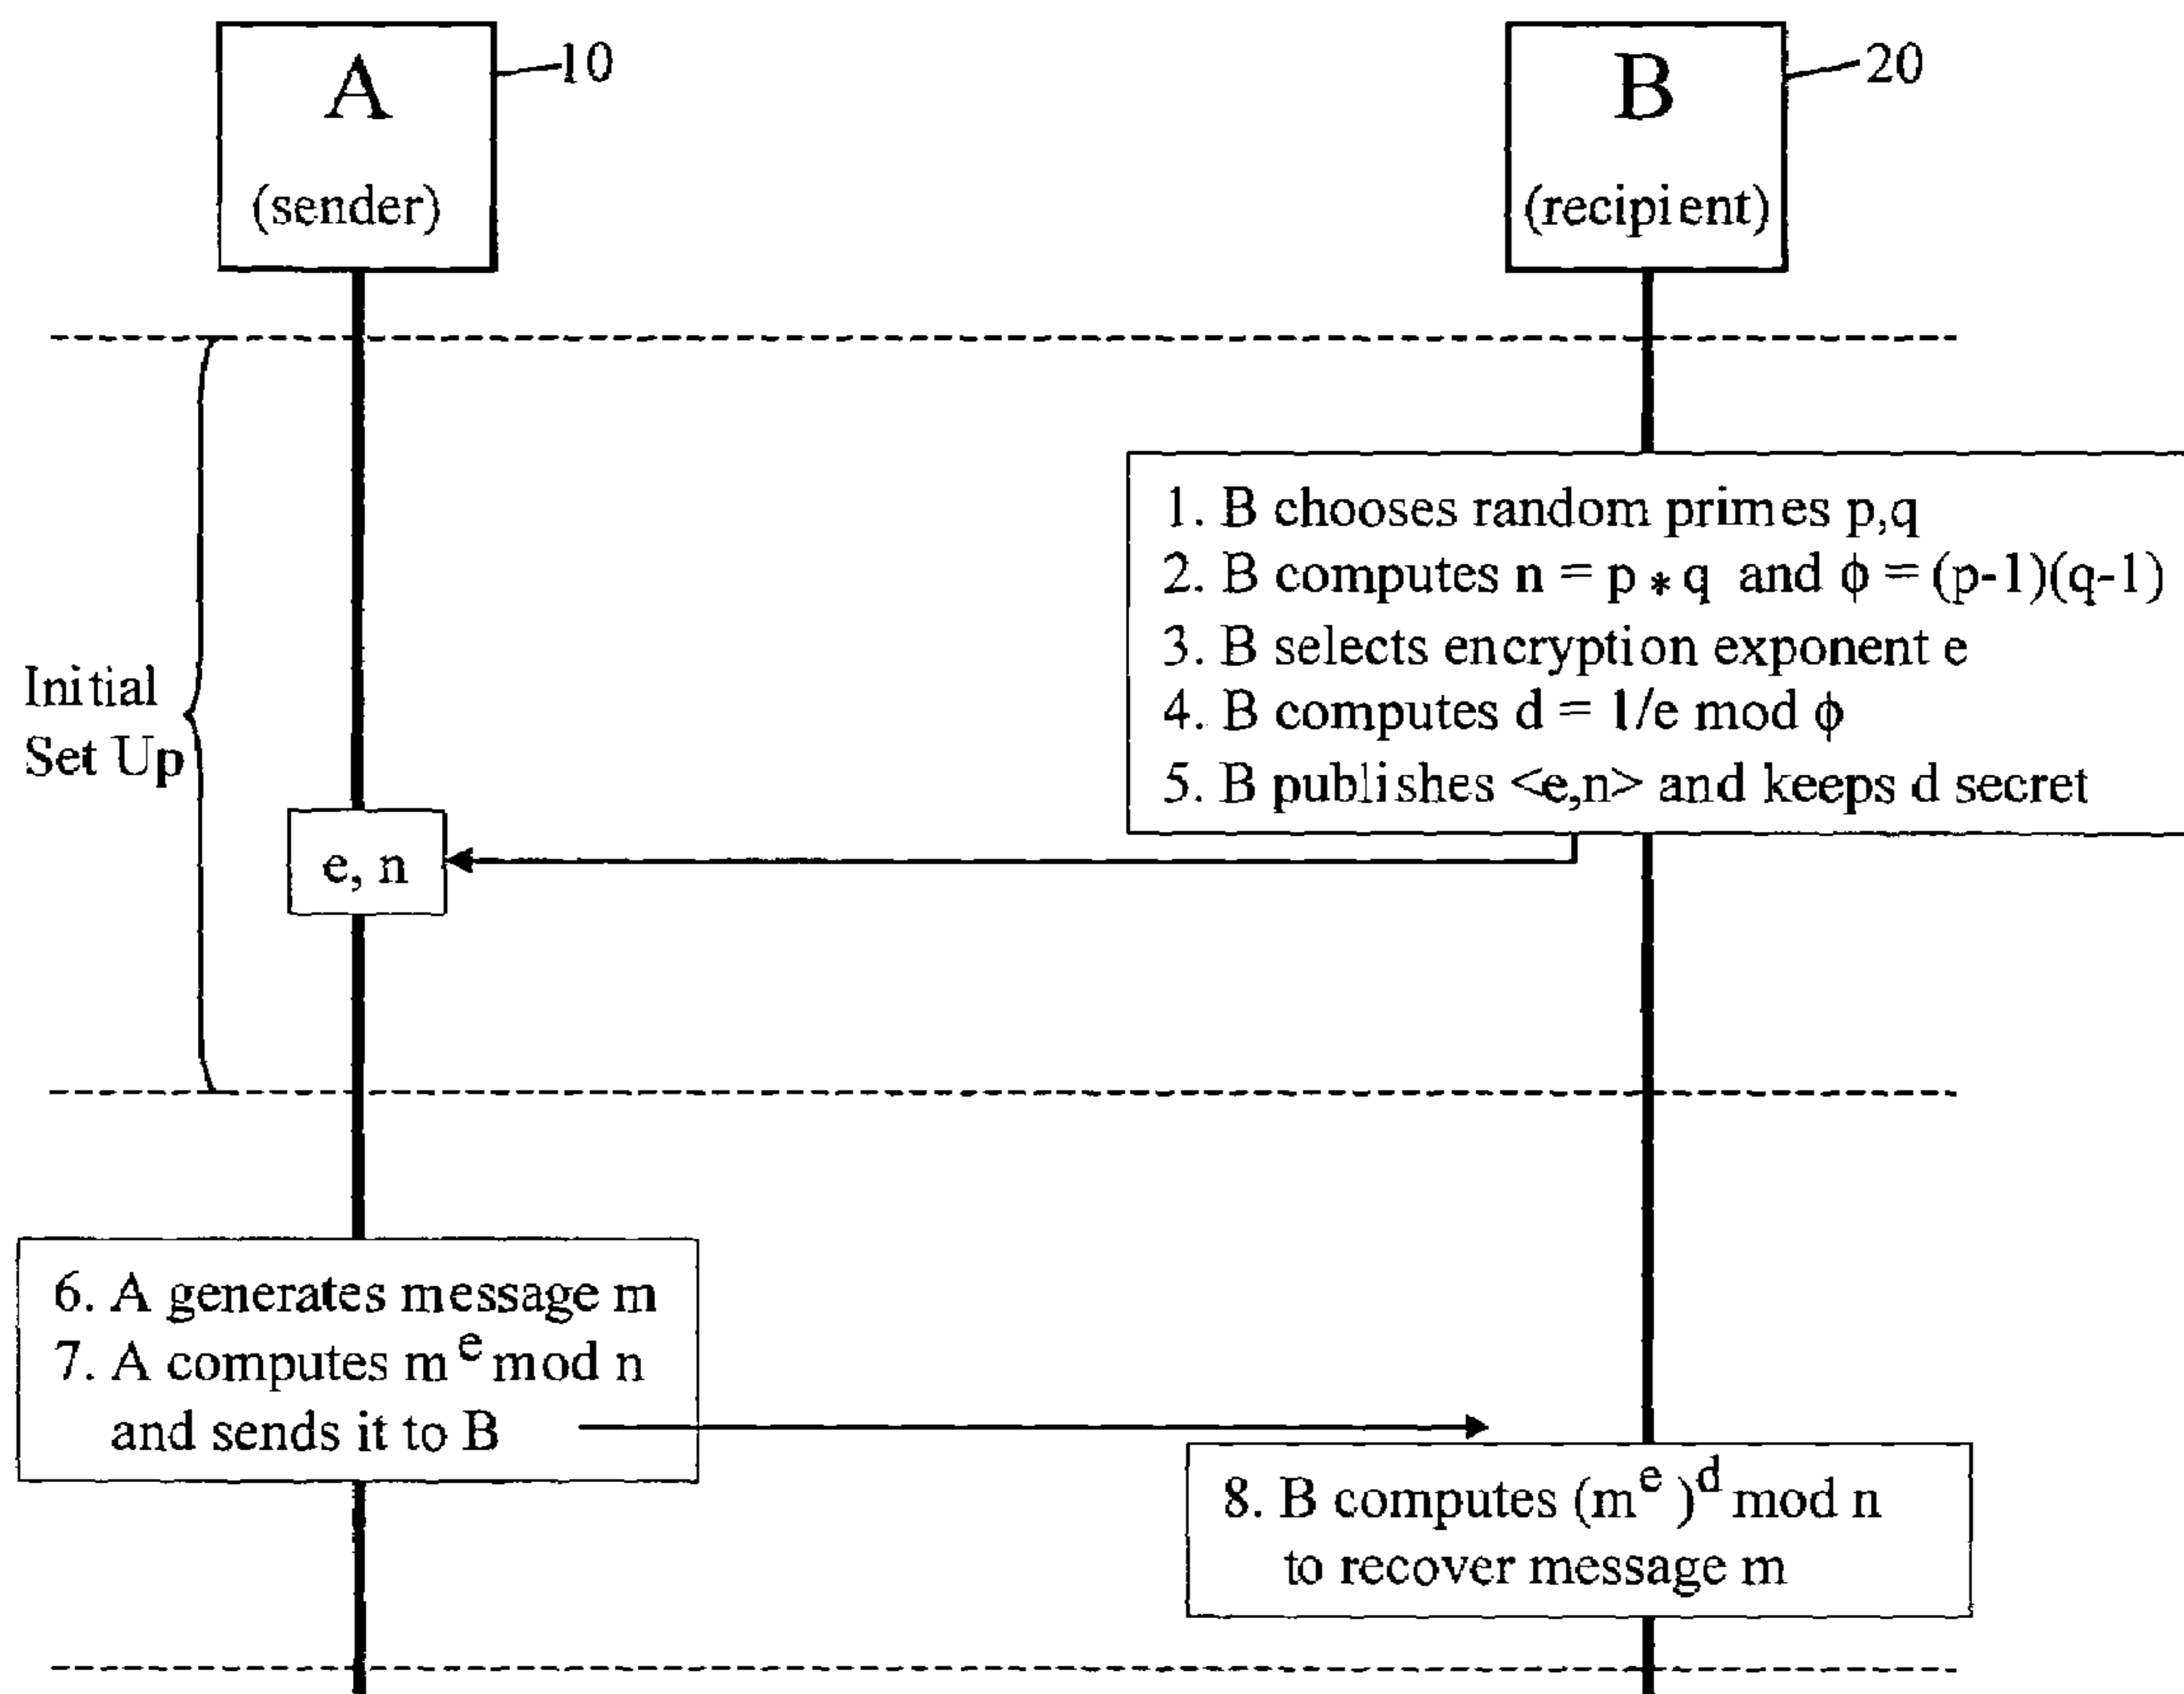 A
(sender)
10
B
(recipient)
20
Initial
Set Up
1. B chooses random primes p,q
2. B computes n = p * q and ϕ = (p-1)(q-1)
3. B selects encryption exponent e
4. B computes d = 1/e mod ϕ
5. B publishes <e,n> and keeps d secret
e, n
6. A generates message m
7. A computes m^e mod n
and sends it to B
8. B computes (m^e)^d mod n
to recover message m